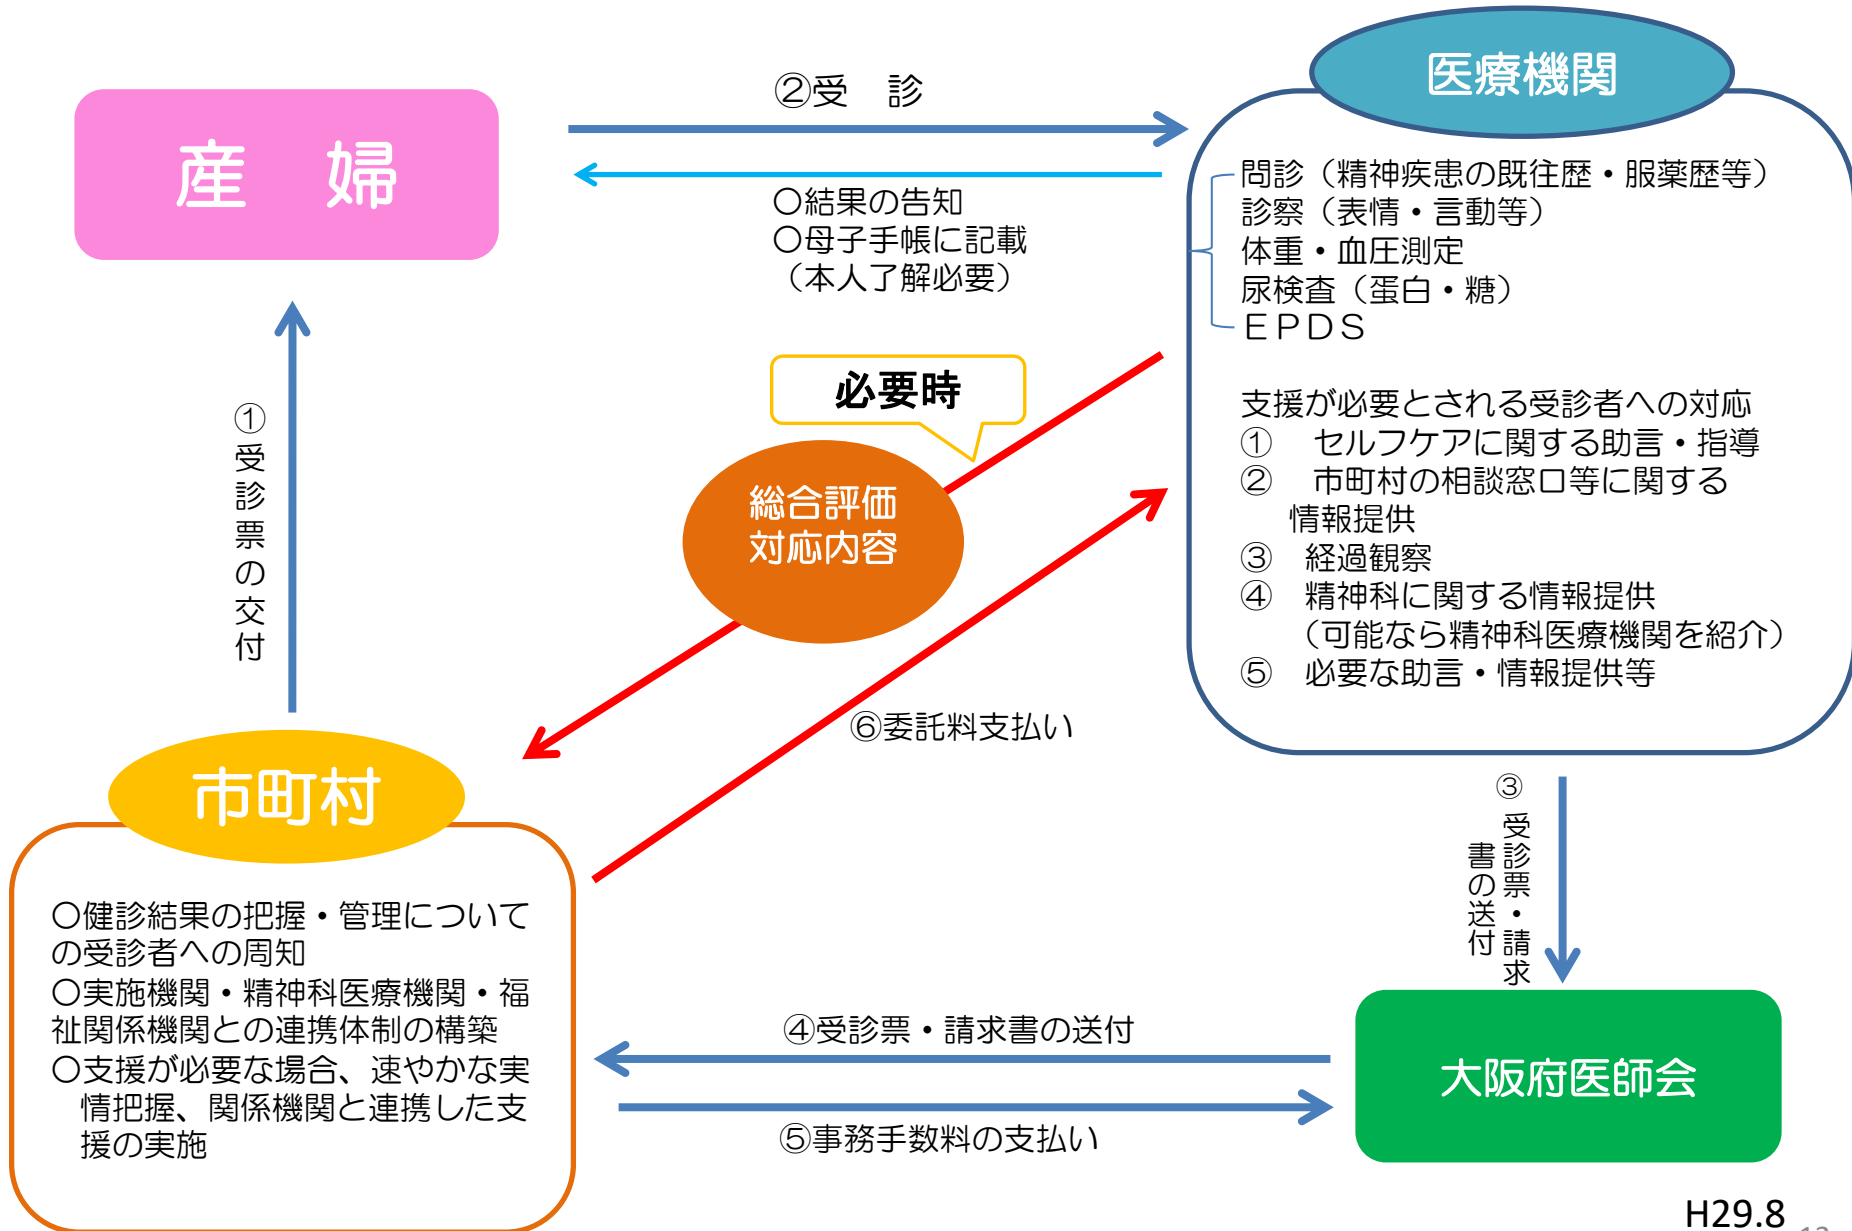 産　婦
②受　診
〇結果の告知
〇母子手帳に記載
（本人了解必要）
医療機関
問診（精神疾患の既往歴・服薬歴等）
診察（表情・言動等）
体重・血圧測定
尿検査（蛋白・糖）
ＥＰＤＳ
支援が必要とされる受診者への対応
①　セルフケアに関する助言・指導
②　市町村の相談窓口等に関する
情報提供
③　経過観察
④　精神科に関する情報提供
（可能なら精神科医療機関を紹介）
⑤　必要な助言・情報提供等
①受診票の交付
必要時
総合評価
対応内容
⑥委託料支払い
市町村
〇健診結果の把握・管理について
の受診者への周知
〇実施機関・精神科医療機関・福
祉関係機関との連携体制の構築
〇支援が必要な場合、速やかな実
情把握、関係機関と連携した支
援の実施
③受診票・請求
書の送付
④受診票・請求書の送付
⑤事務手数料の支払い
大阪府医師会
H29.8